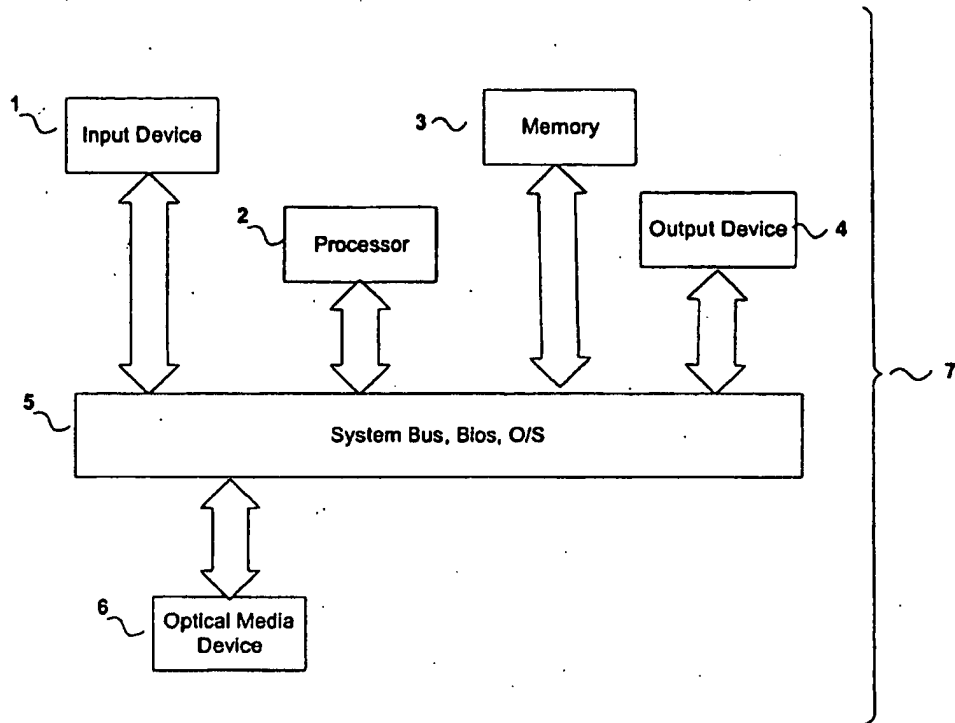 1
Input Device
3
Memory
2
Processor
Output Device
4
7
5
System Bus, Bios, O/S
6
Optical Media
Device